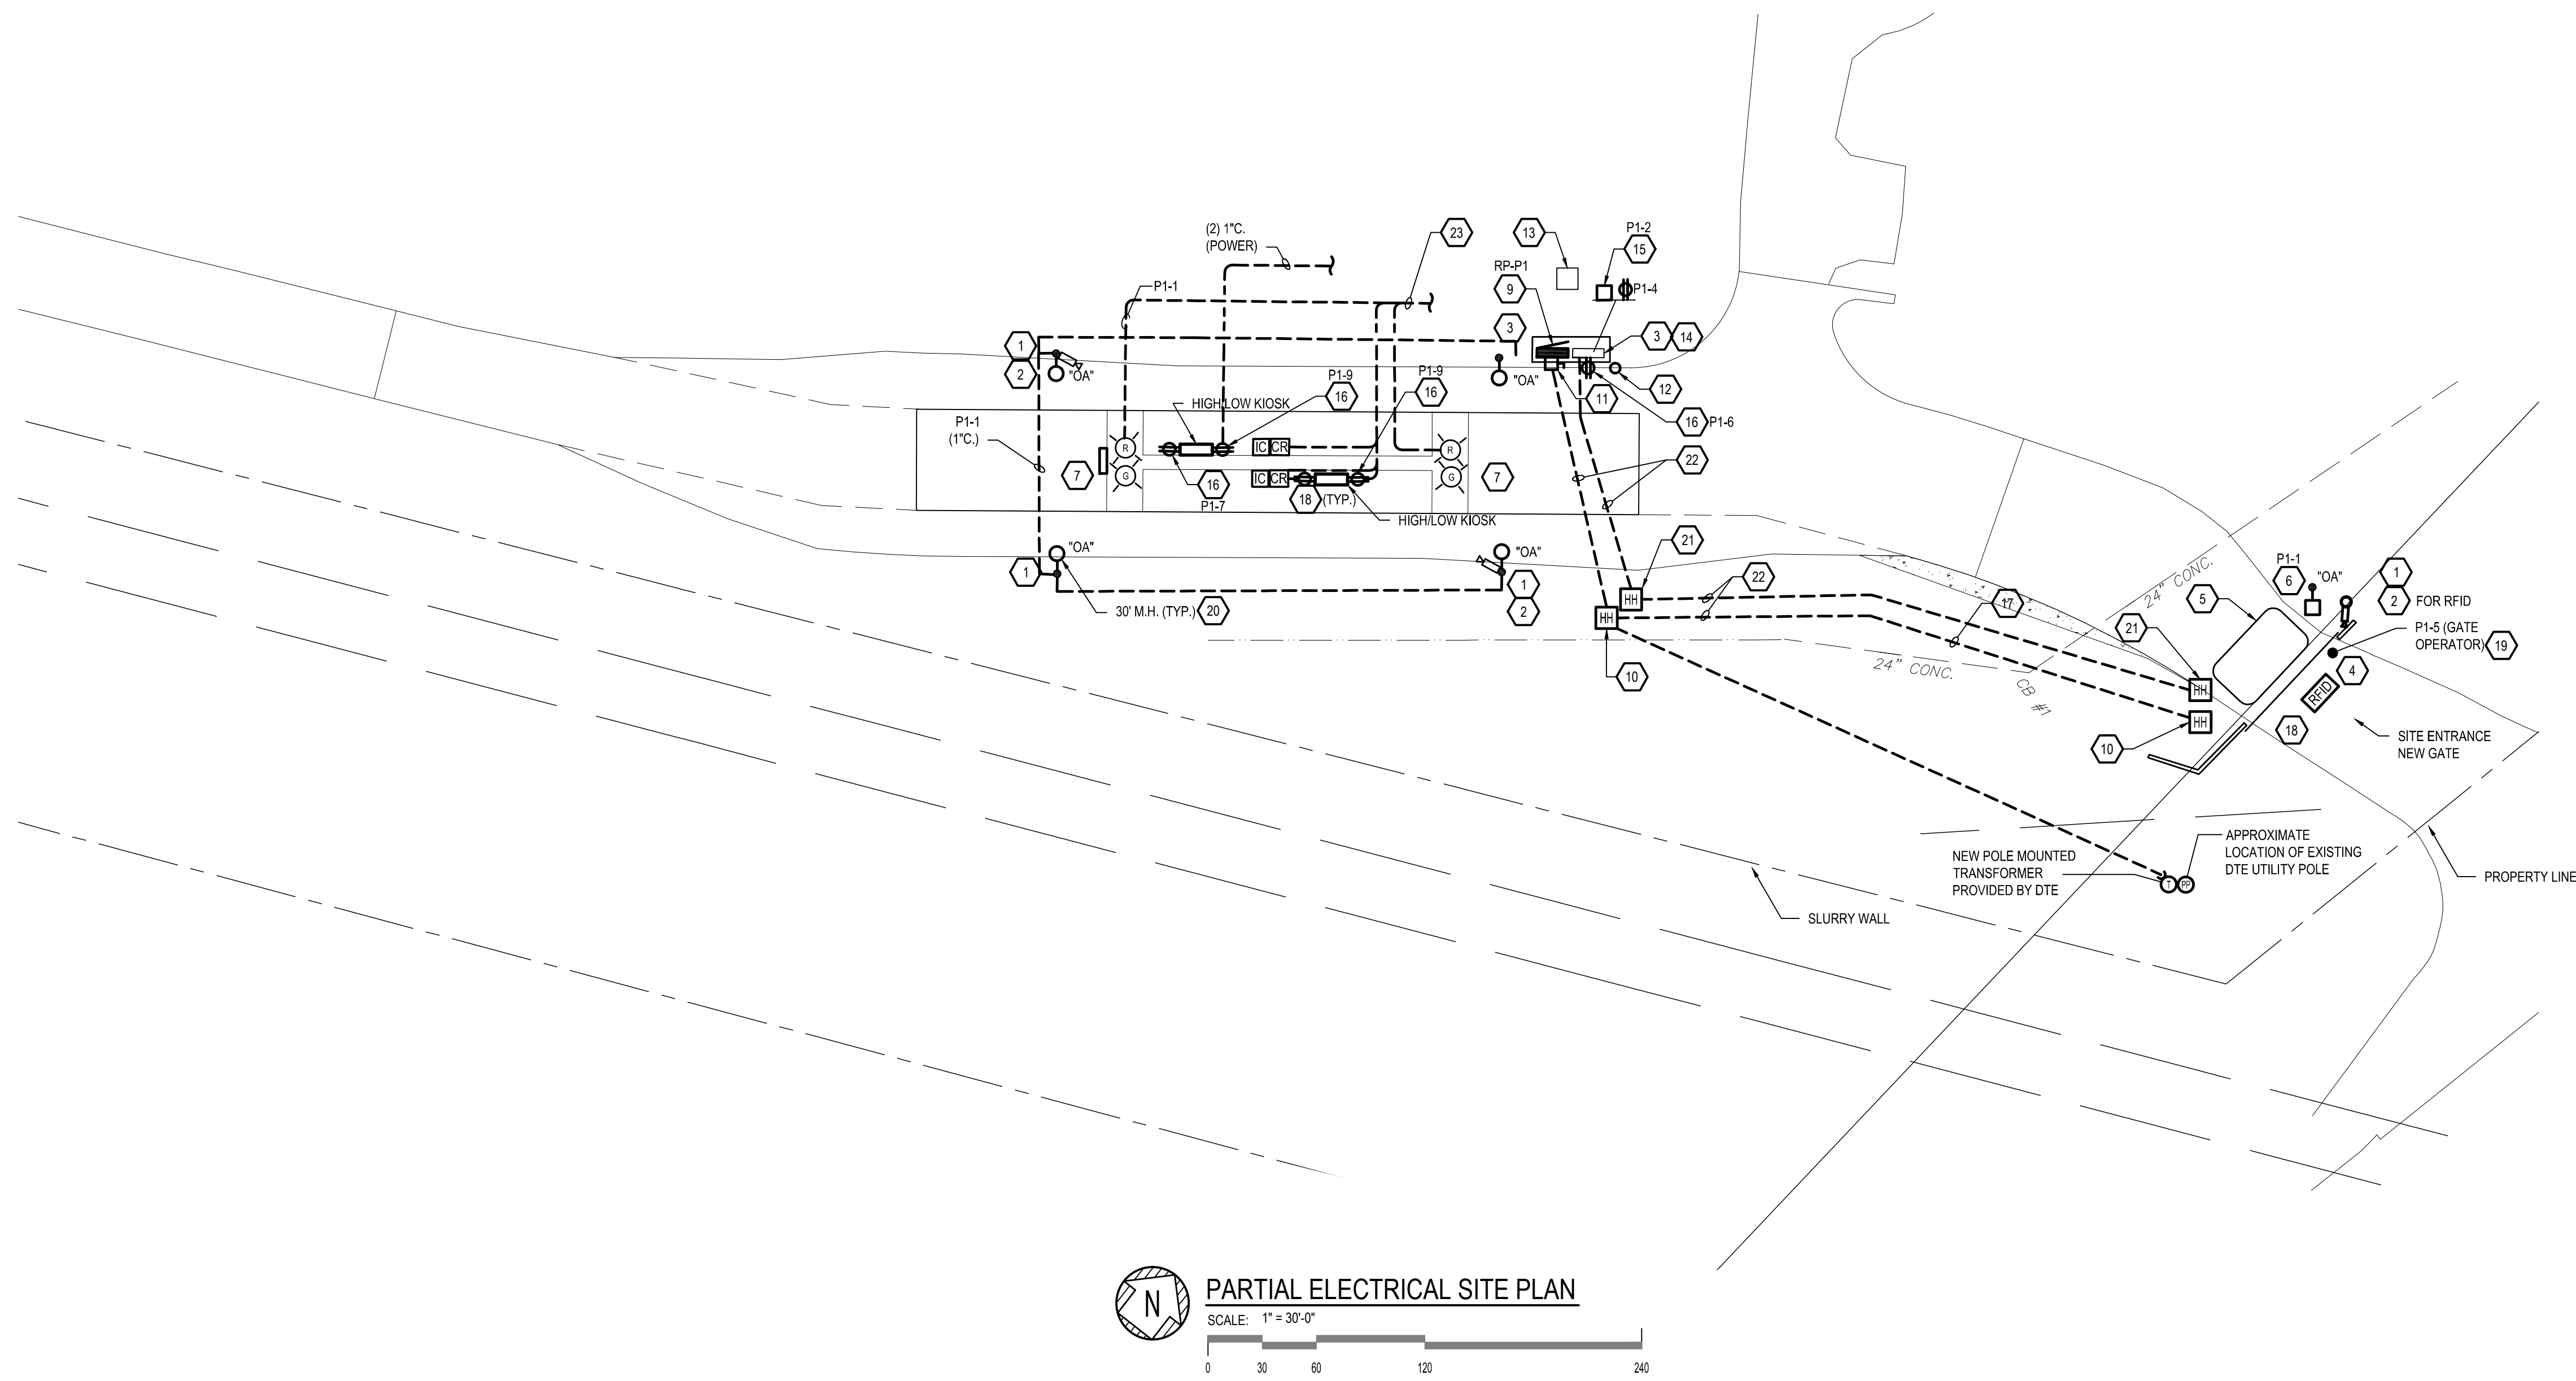 (2) 1"C.
(POWER)
23
13
P1-2
15
RP-P1
9
P1-4
P1-1
3
3
14
1
2
"OA"
"OA"
12
11
P1-9
16
P1-9
16
HIGH/LOW KIOSK
16
P1-6
P1-1
(1"C.)
R
G
IC
CR
R
G
7
16
P1-7
IC
CR
18
(TYP.)
7
22
HIGH/LOW KIOSK
"OA"
1
30' M.H. (TYP.)
20
"OA"
1
2
21
HH
HH
22
17
10
24" CONC.
24" CONC.
CB #1
P1-1
6
"OA"
5
1
2
FOR RFID
P1-5 (GATE
OPERATOR)
19
4
RFID
21
HH
HH
10
18
SITE ENTRANCE
NEW GATE
APPROXIMATE
LOCATION OF EXISTING
DTE UTILITY POLE
NEW POLE MOUNTED
TRANSFORMER
PROVIDED BY DTE
T
PP
PROPERTY LINE
SLURRY WALL
N
PARTIAL ELECTRICAL SITE PLAN
SCALE: 1" = 30'-0"
0 30 60 120 240